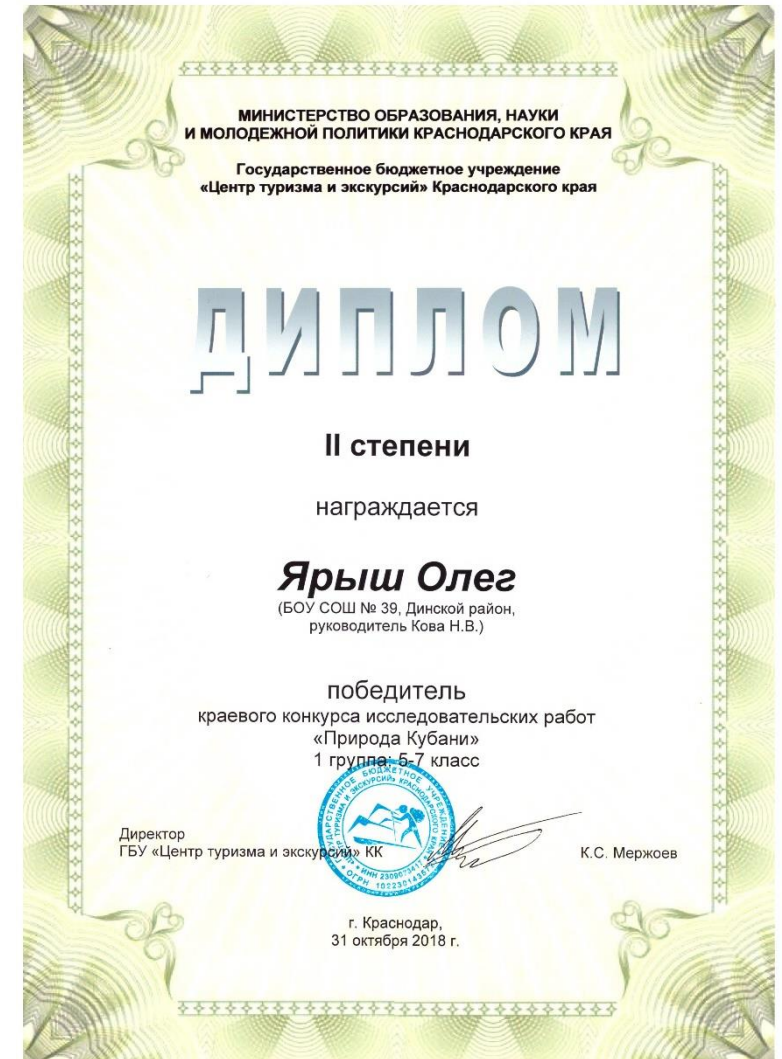 МИНИСТЕРСТВО ОБРАЗОВАНИЯ, НАУКИ
И МОЛОДЕЖНОЙ ПОЛИТИКИ КРАСНОДАРСКОГО КРАЯ
Государственное бюджетное учреждение
«Центр туризма и экскурсий» Краснодарского края
ДИПЛОМ
II степени
награждается
Ярыш Олег
(БОУ СОШ № 39, Динской район,
руководитель Кова Н.В.)
победитель
краевого конкурса исследовательских работ
«Природа Кубани»
1 группа: 5-7 класс
Директор
ГБУ «Центр туризма и экскурсий» КК
К.С. Мержоев
г. Краснодар,
31 октября 2018 г.